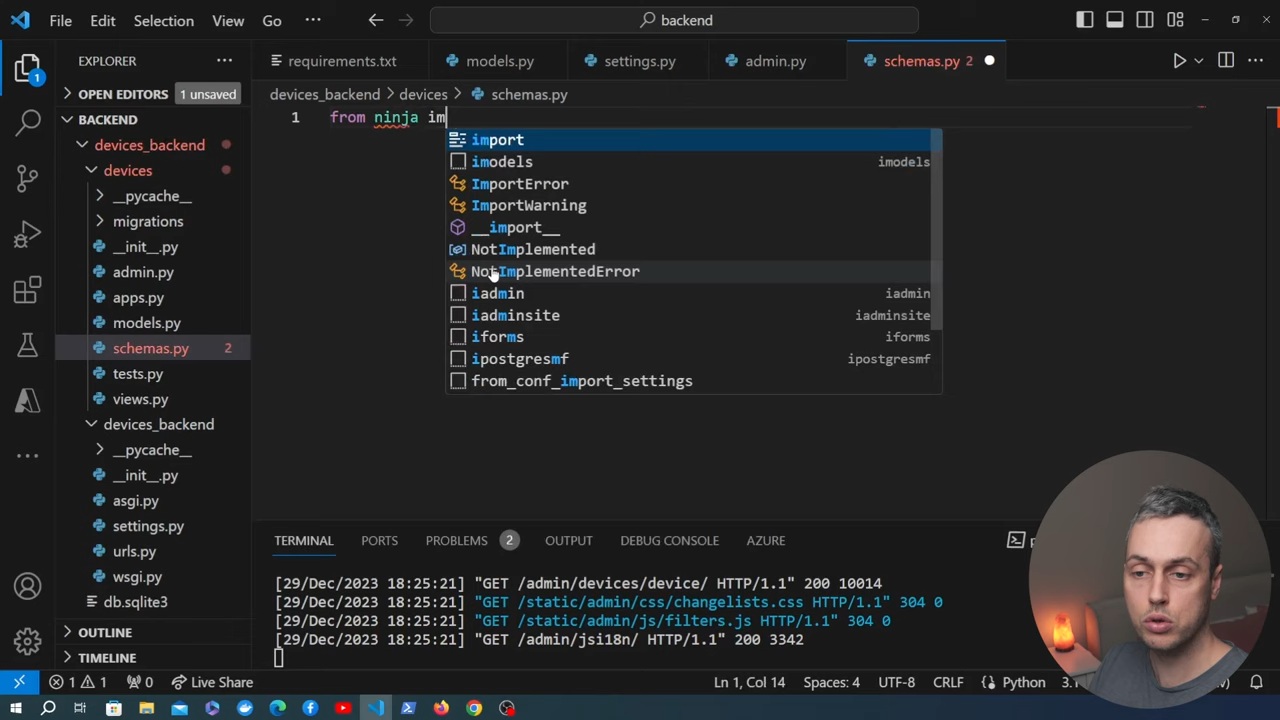 File Edit Selection View Go ··· backend
EXPLORER ···
requirements.txt models.py settings.py admin.py schemas.py 2
OPEN EDITORS 1 unsaved
devices_backend > devices > schemas.py
BACKEND
1 from ninja im
devices_backend
devices
__pycache__
migrations
__init__.py
admin.py
apps.py
models.py
schemas.py 2
tests.py
views.py
devices_backend
__pycache__
__init__.py
asgi.py
settings.py
urls.py
wsgi.py
db.sqlite3
OUTLINE
TIMELINE
import
imodels imodels
ImportError
ImportWarning
__import__
NotImplemented
NotImplementedError
iadmin iadmin
iadminsite iadminsite
iforms iforms
ipostgresmf ipostgresmf
from_conf_import_settings
TERMINAL PORTS PROBLEMS 2 OUTPUT DEBUG CONSOLE AZURE
[29/Dec/2023 18:25:21] "GET /admin/devices/device/ HTTP/1.1" 200 10014
[29/Dec/2023 18:25:21] "GET /static/admin/css/changelists.css HTTP/1.1" 304 0
[29/Dec/2023 18:25:21] "GET /static/admin/js/filters.js HTTP/1.1" 304 0
[29/Dec/2023 18:25:21] "GET /admin/jsi18n/ HTTP/1.1" 200 3342
1 1 0 Live Share Ln 1, Col 14 Spaces: 4 UTF-8 CRLF Python